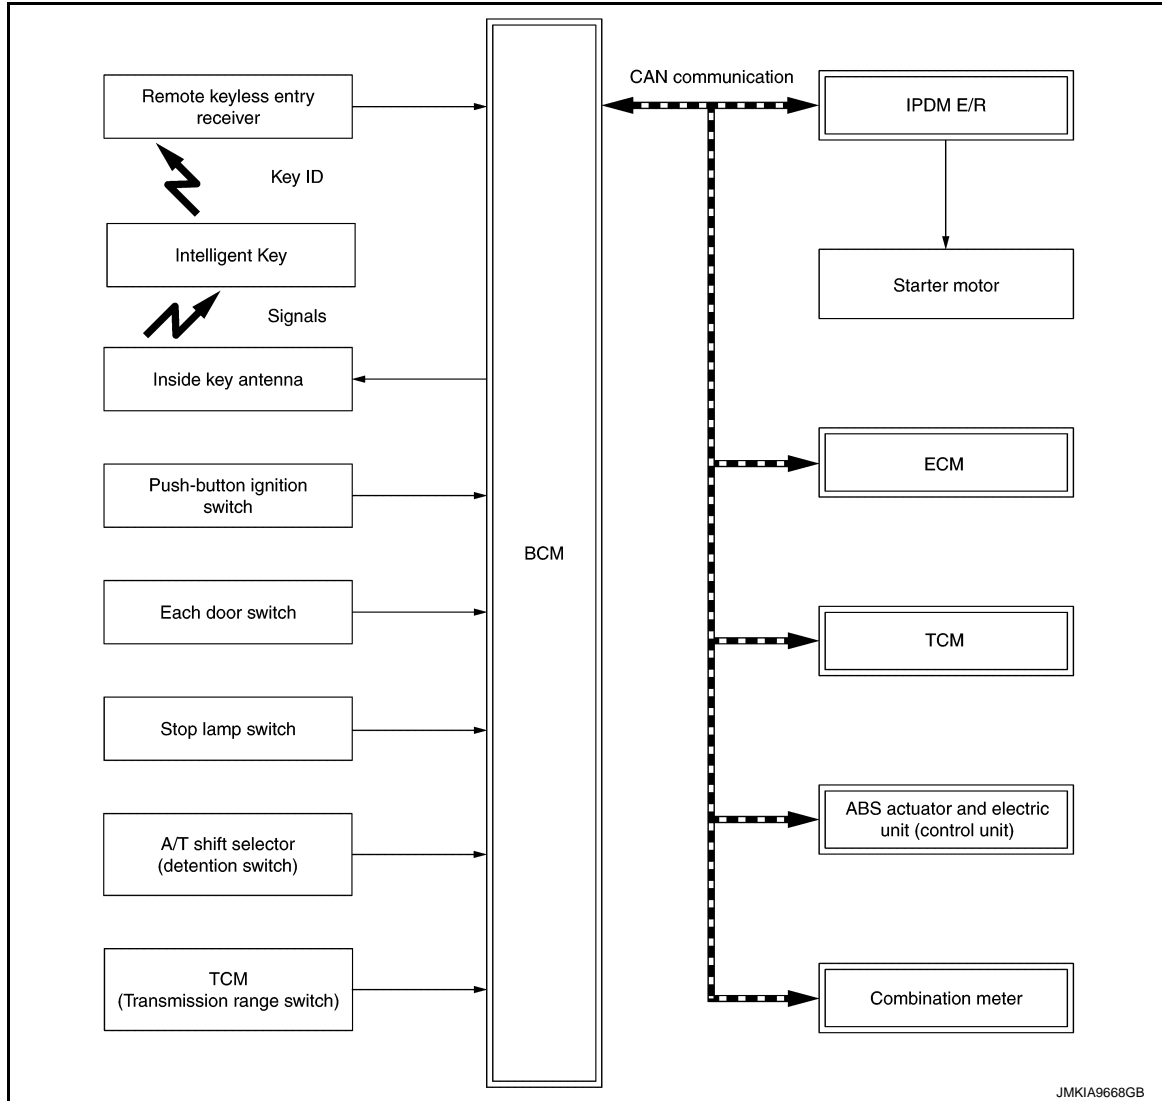 Remote keyless entry
receiver
Key ID
Intelligent Key
Signals
Inside key antenna
Push-button ignition
switch
Each door switch
Stop lamp switch
A/T shift selector
(detention switch)
TCM
(Transmission range switch)
BCM
CAN communication
IPDM E/R
Starter motor
ECM
TCM
ABS actuator and electric
unit (control unit)
Combination meter
JMKIA9668GB